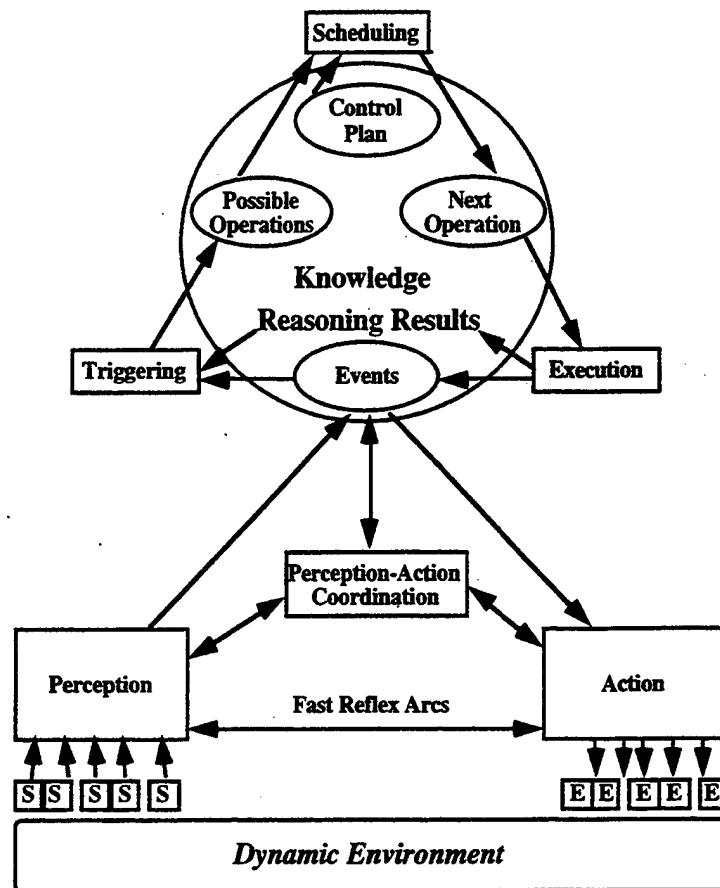 Scheduling
Control
Plan
Possible
Operations
Next
Operation
Knowledge
Reasoning Results
Triggering
Events
Execution
Perception-Action
Coordination
Perception
Fast Reflex Arcs
Action
S S S S S
E E E E E
Dynamic Environment